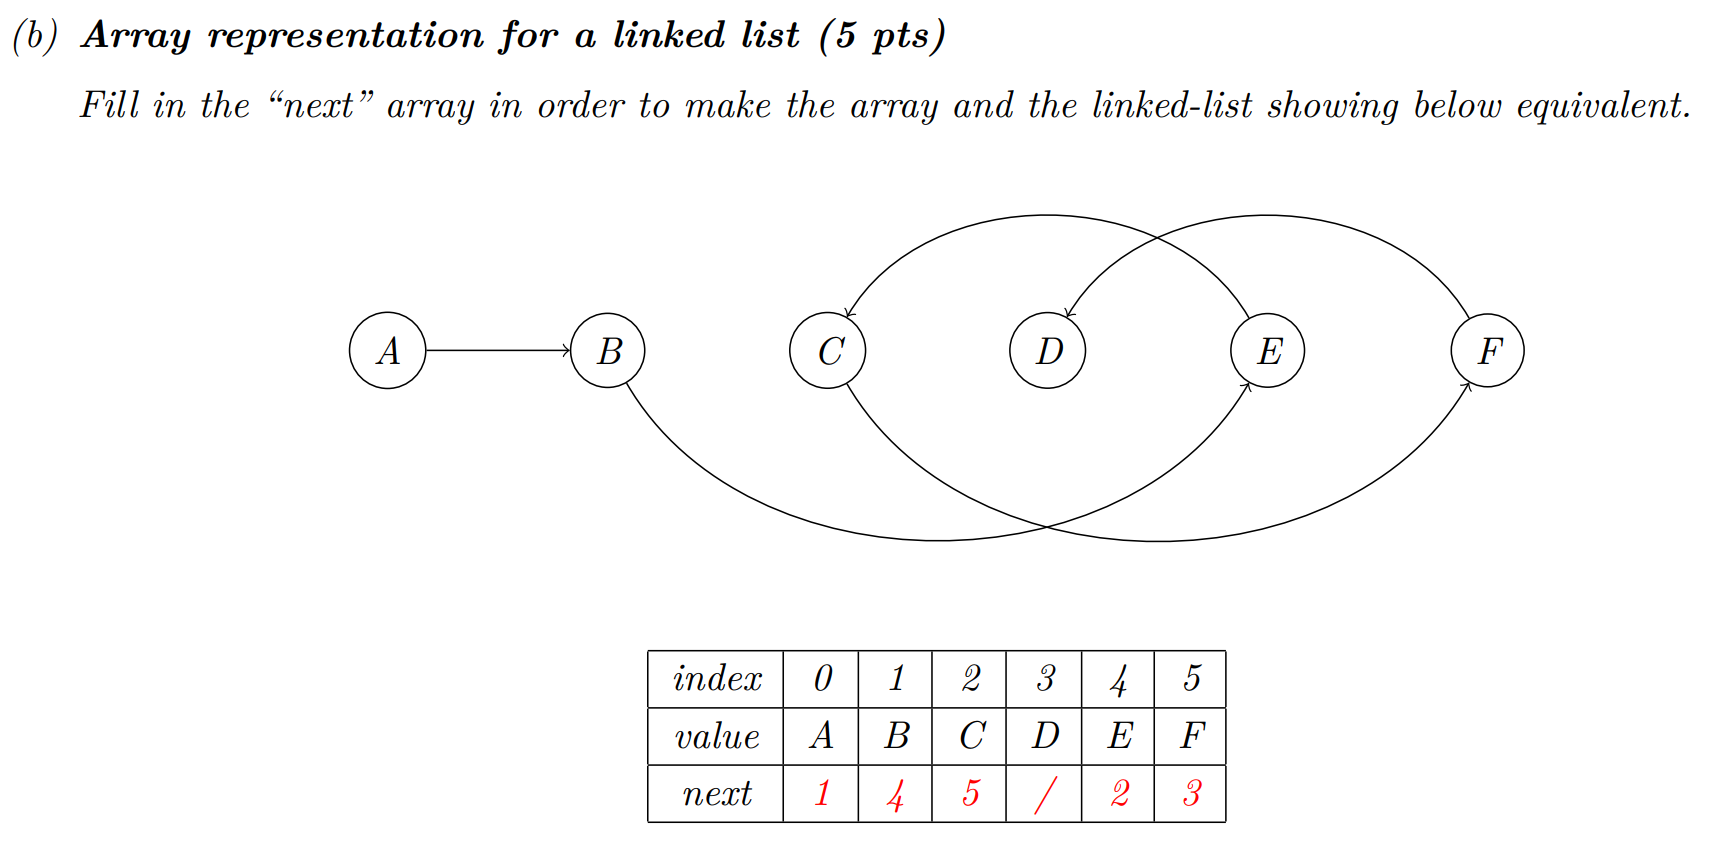 (b) Array representation for a linked list (5 pts)
Fill in the “next” array in order to make the array and the linked-list showing below equivalent.
A B C D E F
index 0 1 2 3 4 5
value A B C D E F
next 1 4 5 / 2 3